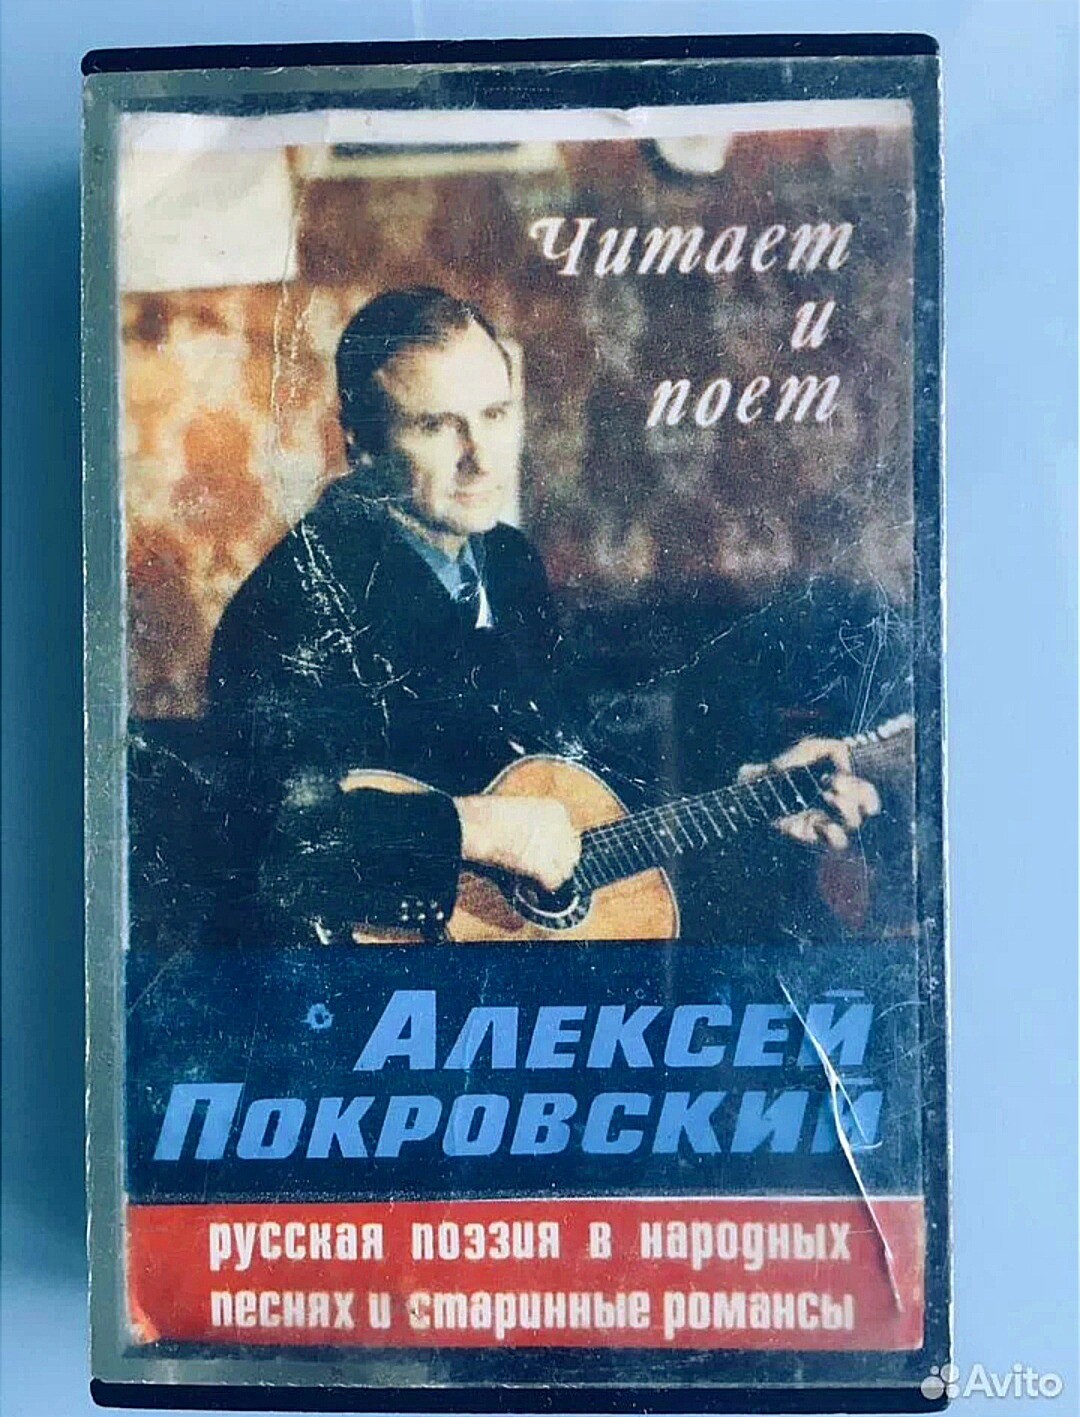 Читает
и
поет
Алексей
Покровский
русская поэзия в народных
песнях и старинные романсы
Avito